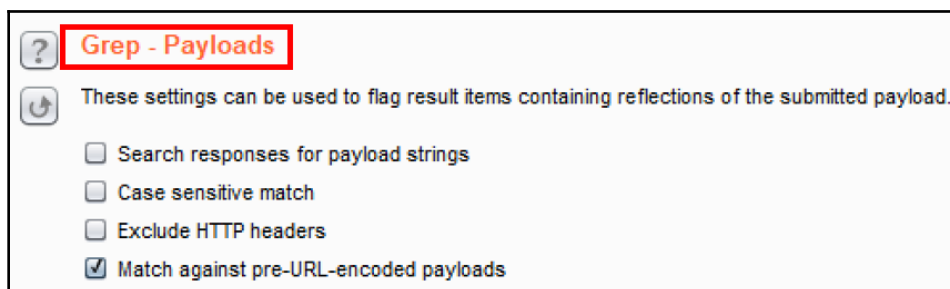 ?
Grep - Payloads
These settings can be used to flag result items containing reflections of the submitted payload.
Search responses for payload strings
Case sensitive match
Exclude HTTP headers
Match against pre-URL-encoded payloads